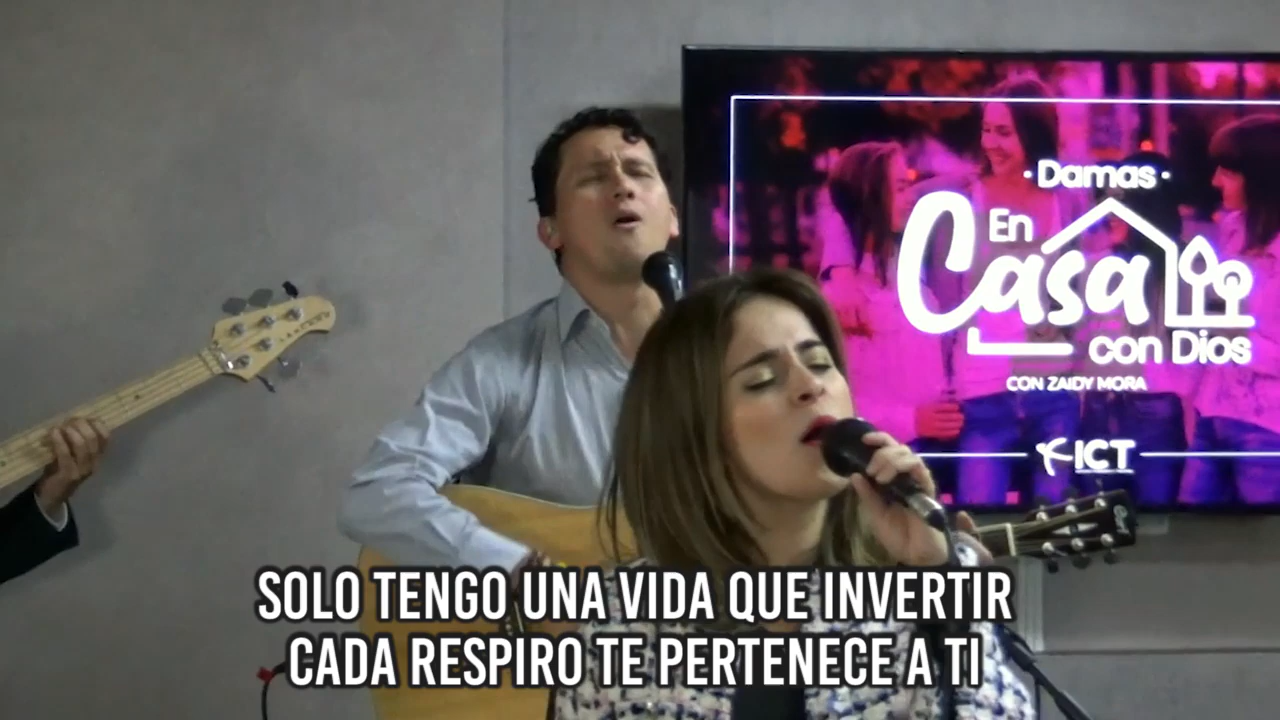 · Damas ·
En
Casa
con Dios
CON ZAIDY MORA
ICT
SOLO TENGO UNA VIDA QUE INVERTIR
CADA RESPIRO TE PERTENECE A TI